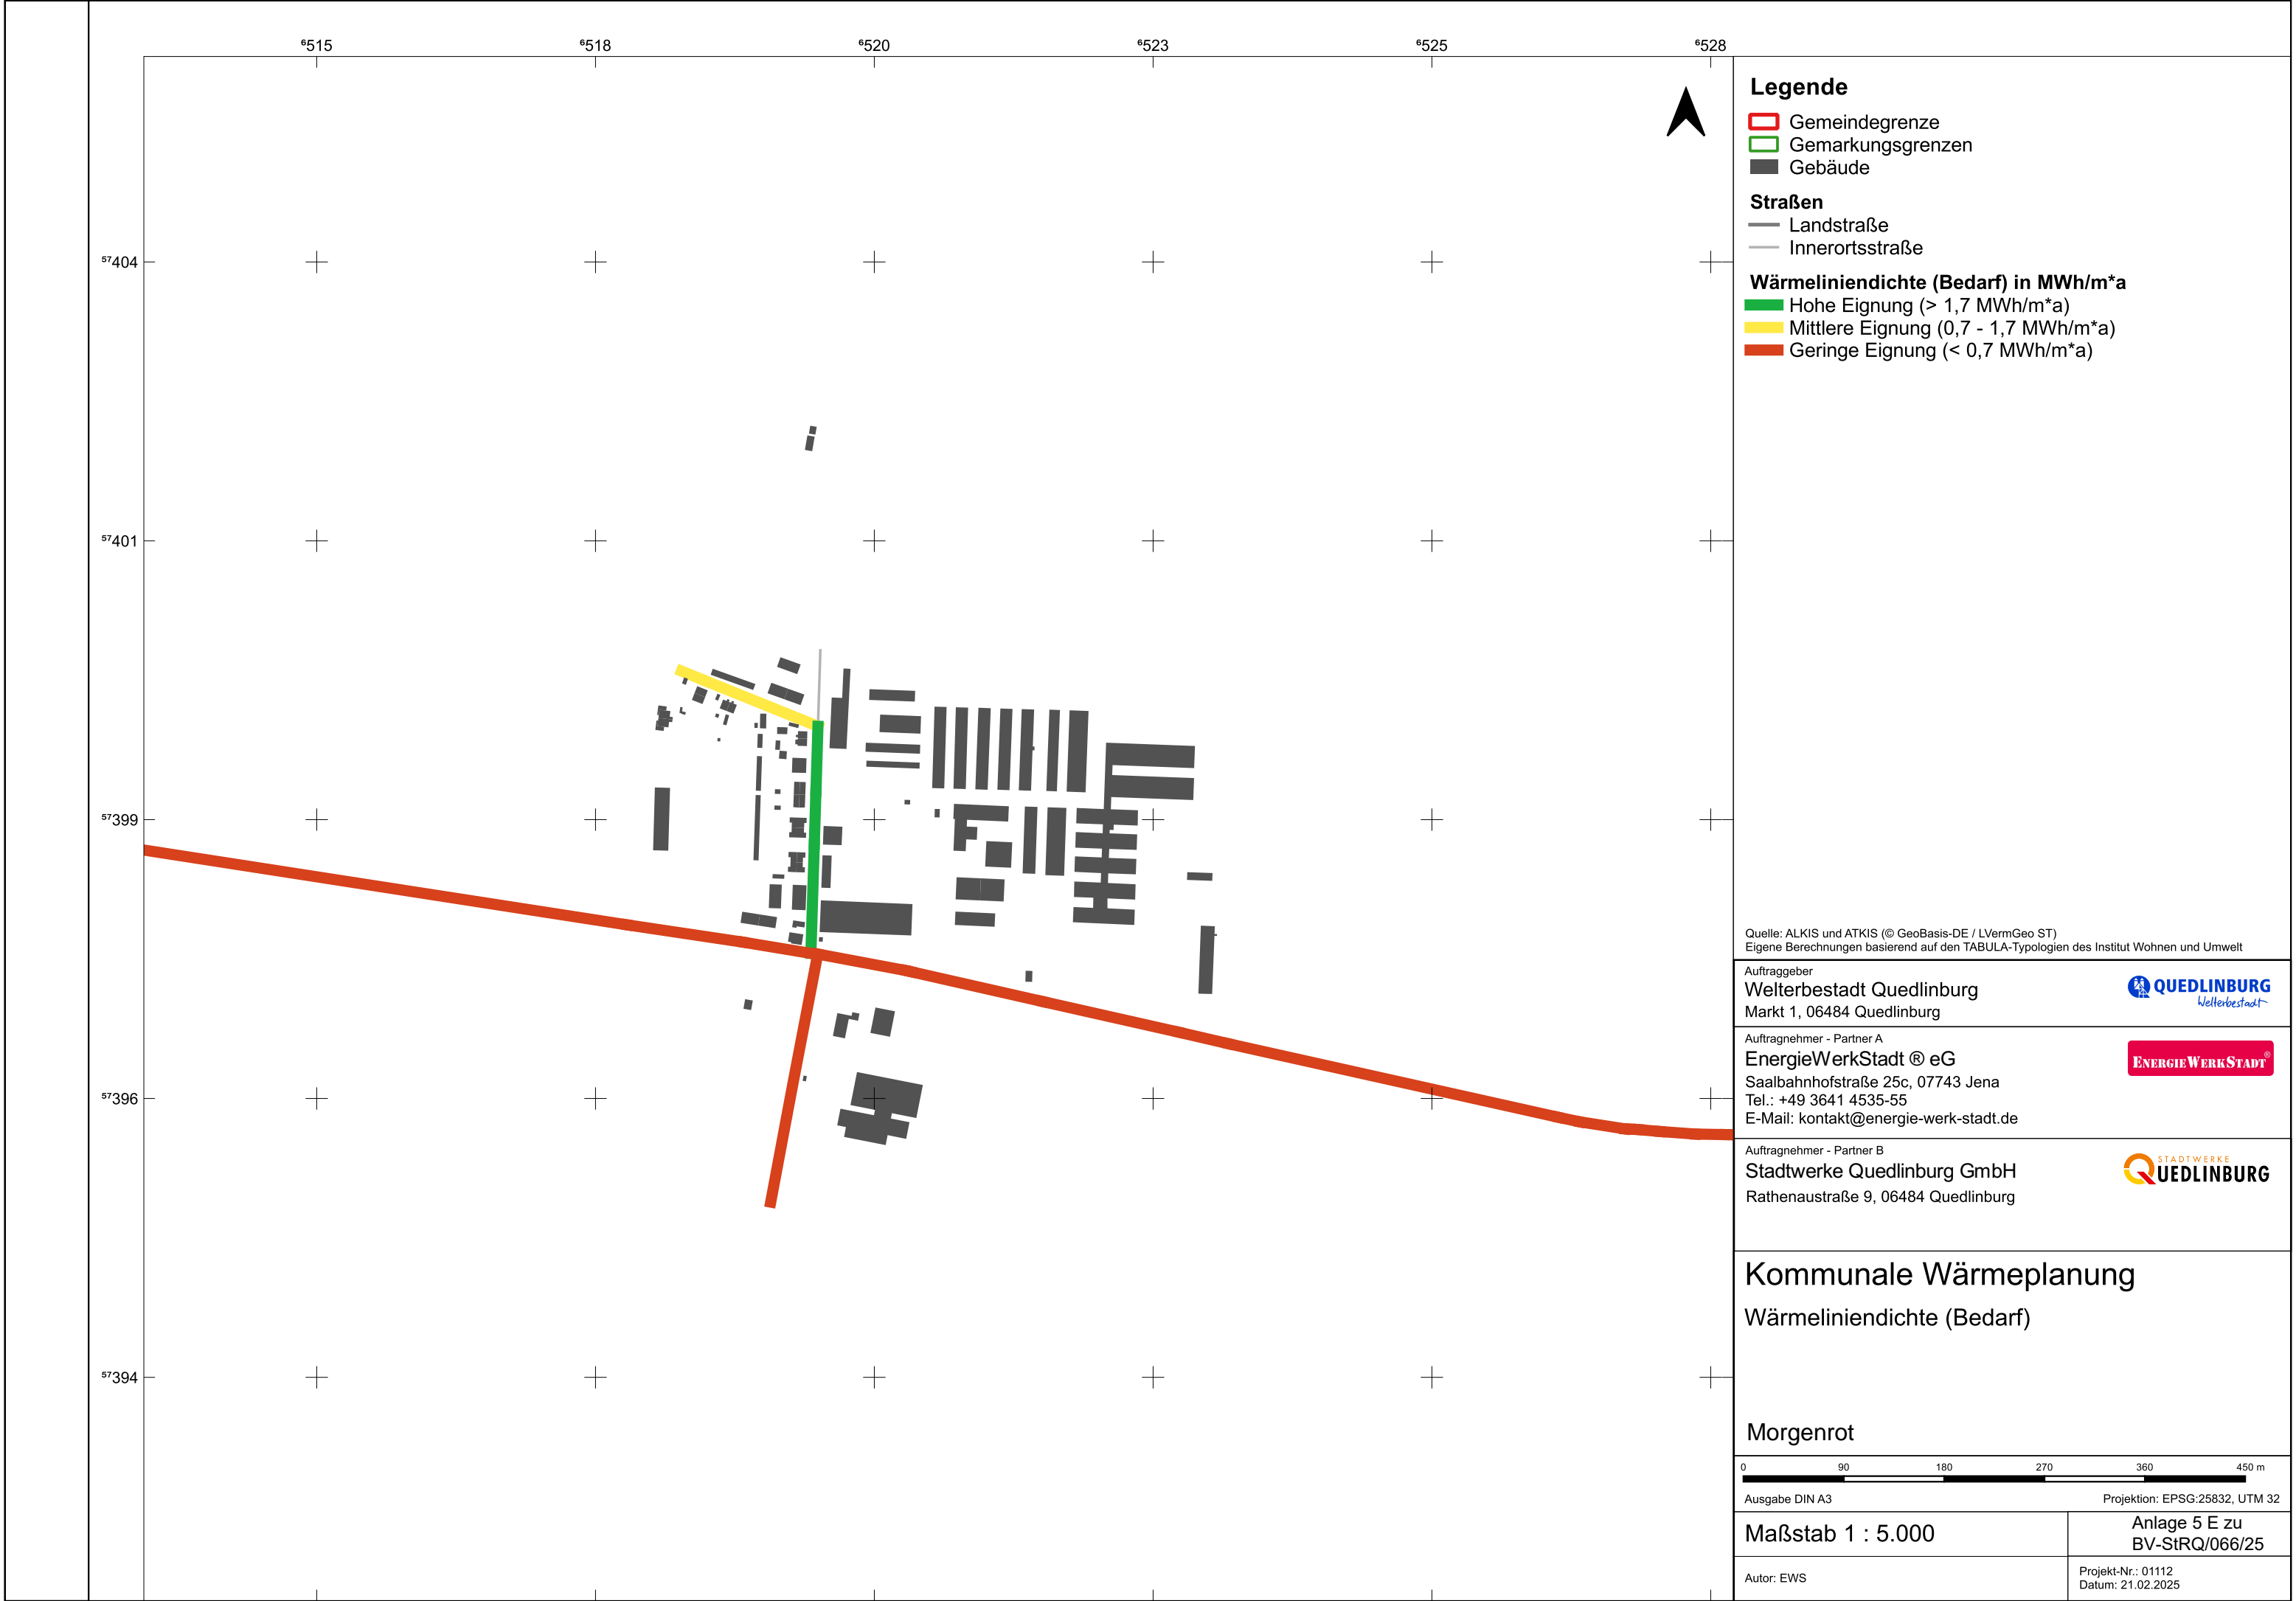 ⁶515
⁶518
⁶520
⁶523
⁶525
⁶528
⁵⁷404
⁵⁷401
⁵⁷399
⁵⁷396
⁵⁷394
Legende
Gemeindegrenze
Gemarkungsgrenzen
Gebäude
Straßen
Landstraße
Innerortsstraße
Wärmeliniendichte (Bedarf) in MWh/m*a
Hohe Eignung (> 1,7 MWh/m*a)
Mittlere Eignung (0,7 - 1,7 MWh/m*a)
Geringe Eignung (< 0,7 MWh/m*a)
Quelle: ALKIS und ATKIS (© GeoBasis-DE / LVermGeo ST)
Eigene Berechnungen basierend auf den TABULA-Typologien des Institut Wohnen und Umwelt
Auftraggeber
Welterbestadt Quedlinburg
Markt 1, 06484 Quedlinburg
QUEDLINBURG
Welterbestadt
Auftragnehmer - Partner A
EnergieWerkStadt ® eG
Saalbahnhofstraße 25c, 07743 Jena
Tel.: +49 3641 4535-55
E-Mail: kontakt@energie-werk-stadt.de
ENERGIEWERKSTADT®
Auftragnehmer - Partner B
Stadtwerke Quedlinburg GmbH
Rathenaustraße 9, 06484 Quedlinburg
STADTWERKE
QUEDLINBURG
Kommunale Wärmeplanung
Wärmeliniendichte (Bedarf)
Morgenrot
0 90 180 270 360 450 m
Ausgabe DIN A3 Projektion: EPSG:25832, UTM 32
Maßstab 1 : 5.000
Anlage 5 E zu
BV-StRQ/066/25
Autor: EWS
Projekt-Nr.: 01112
Datum: 21.02.2025